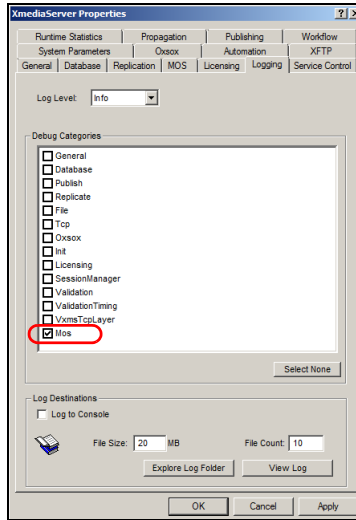 XmediaServer Properties
Runtime Statistics Propagation Publishing Workflow
System Parameters Oxsox Automation XFTP
General Database Replication MOS Licensing Logging Service Control
Log Level: Info
Debug Categories
General
Database
Publish
Replicate
File
Tcp
Oxsox
Init
Licensing
SessionManager
Validation
ValidationTiming
VxmsTcpLayer
Mos
Select None
Log Destinations
Log to Console
File Size: 20 MB File Count: 10
Explore Log Folder View Log
OK Cancel Apply